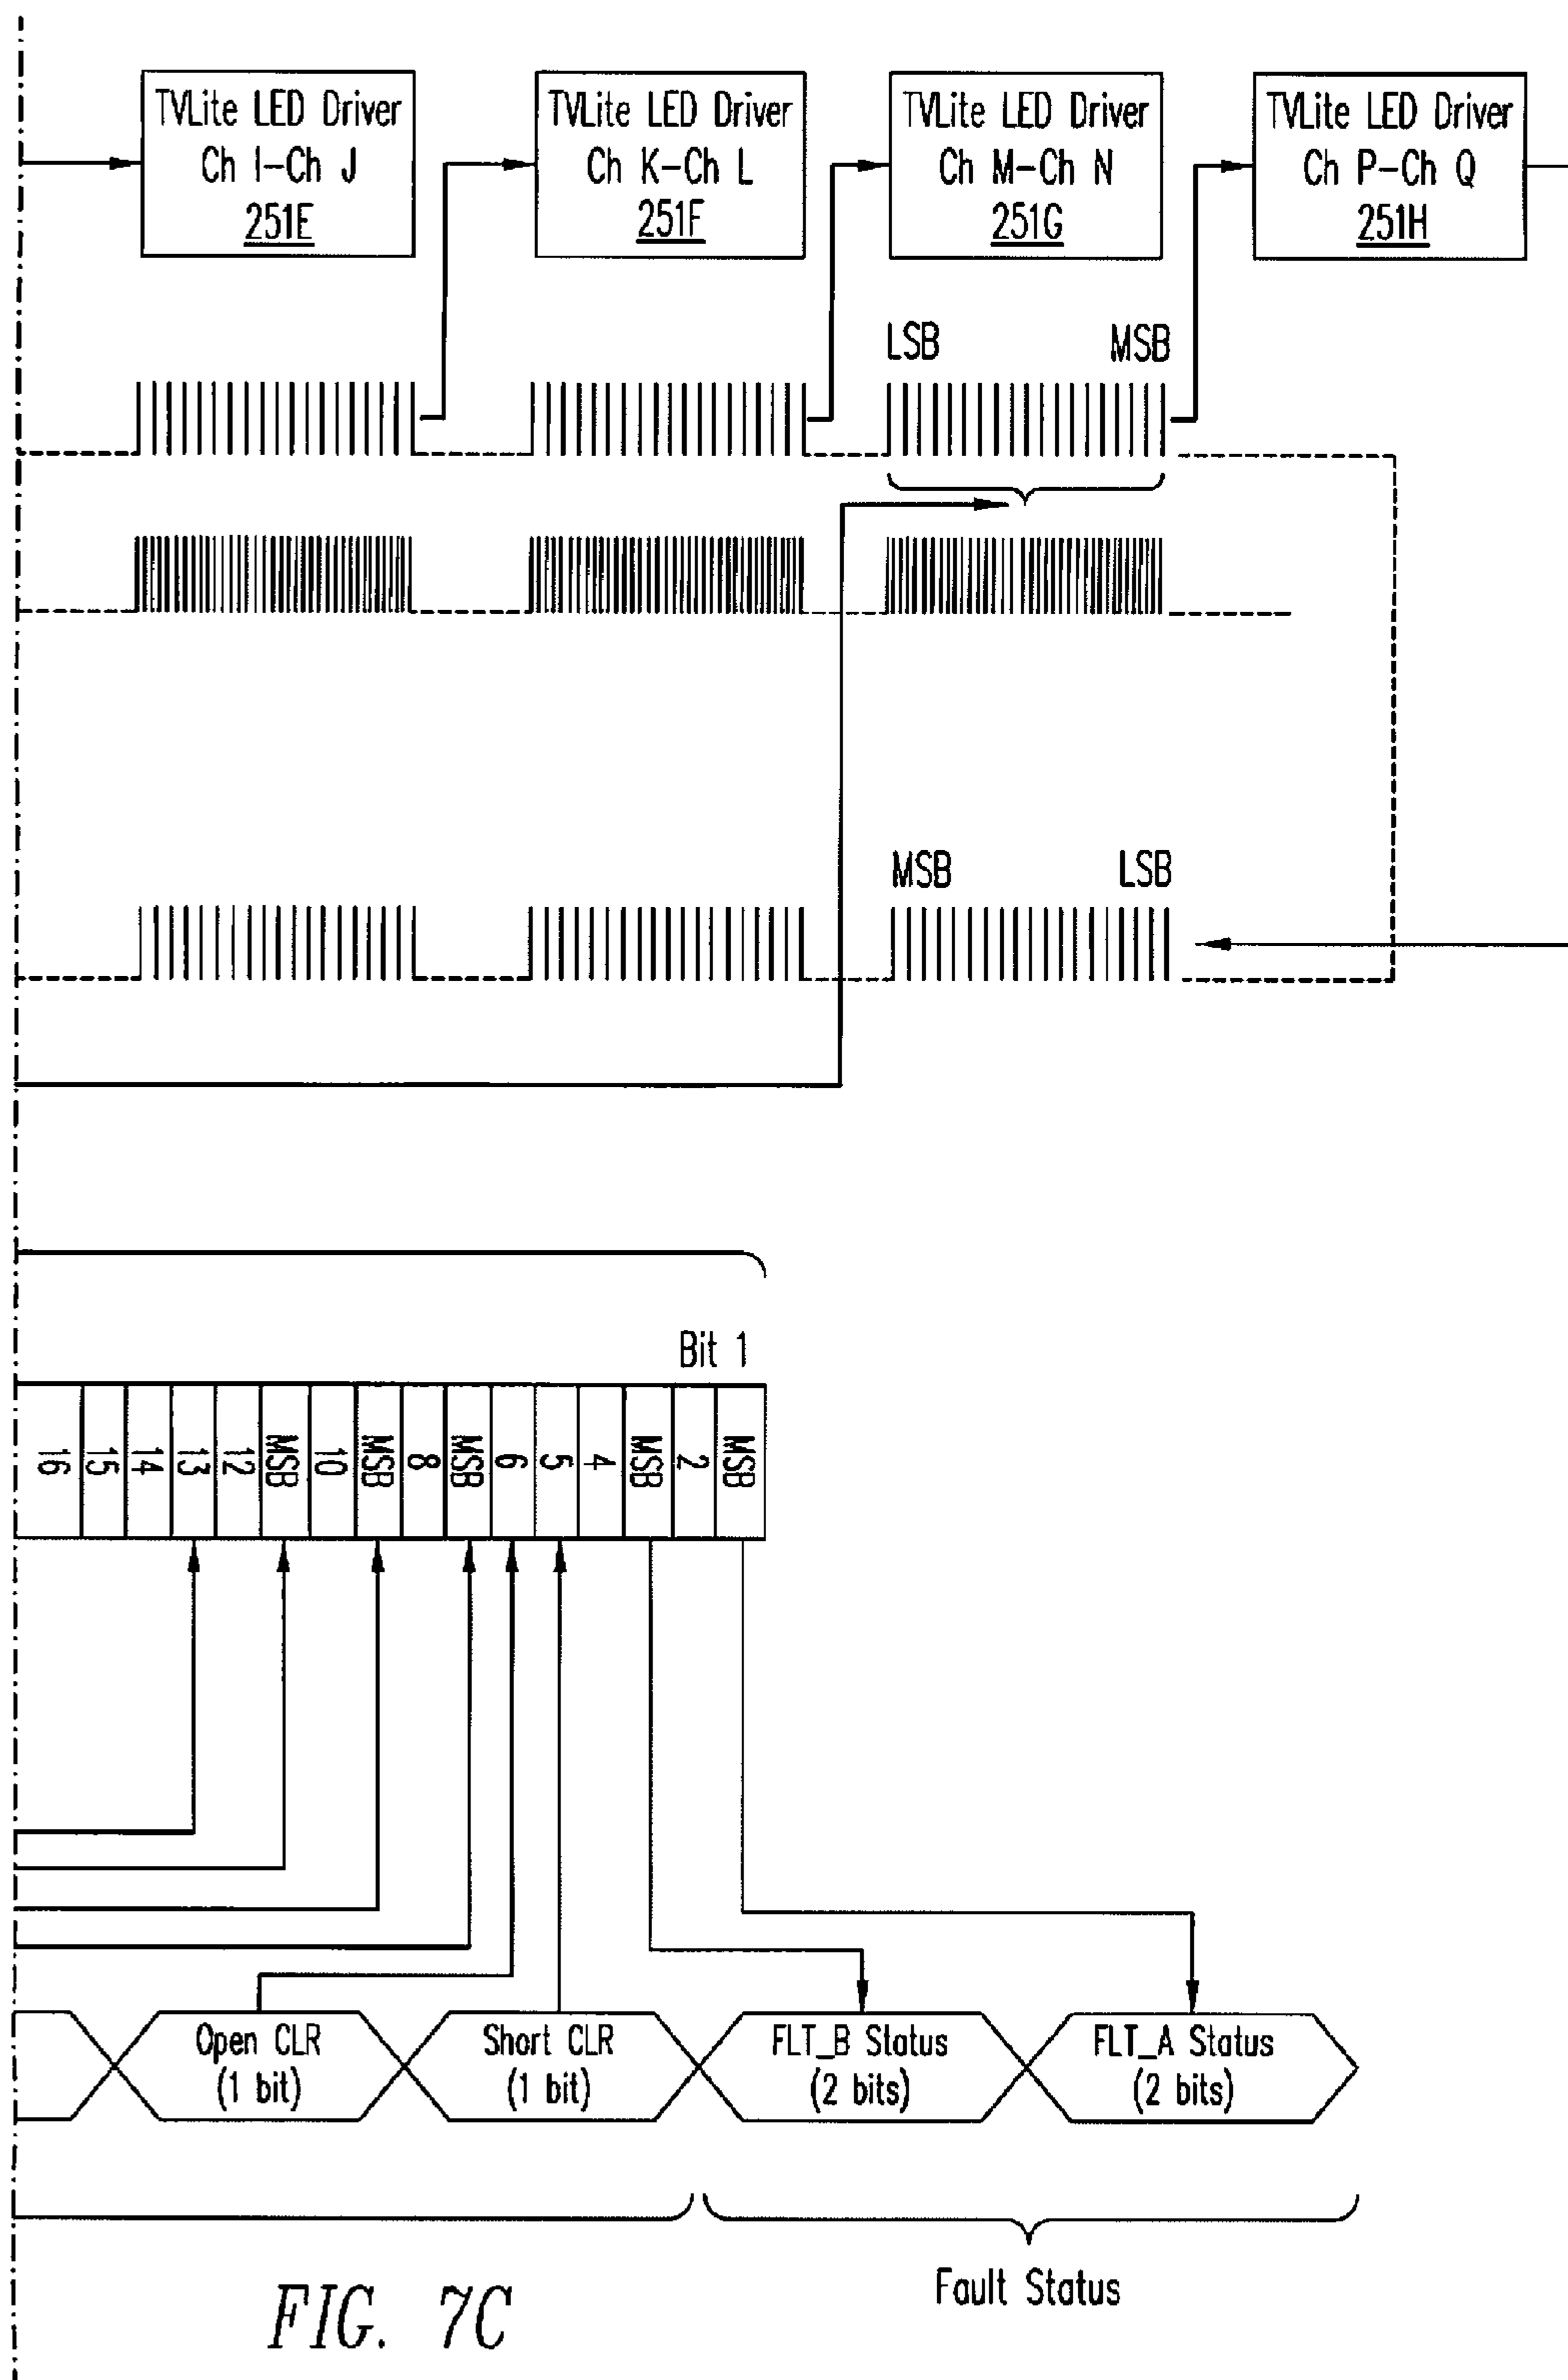 TVLite LED Driver
Ch I-Ch J
251E
TVLite LED Driver
Ch K-Ch L
251F
TVLite LED Driver
Ch M-Ch N
251G
TVLite LED Driver
Ch P-Ch Q
251H
LSB MSB
MSB LSB
Bit 1
16 15 14 13 12 MSB 10 MSB 8 MSB 6 5 4 MSB 2 MSB
Open CLR
(1 bit)
Short CLR
(1 bit)
FLT_B Status
(2 bits)
FLT_A Status
(2 bits)
Fault Status
FIG. 7C